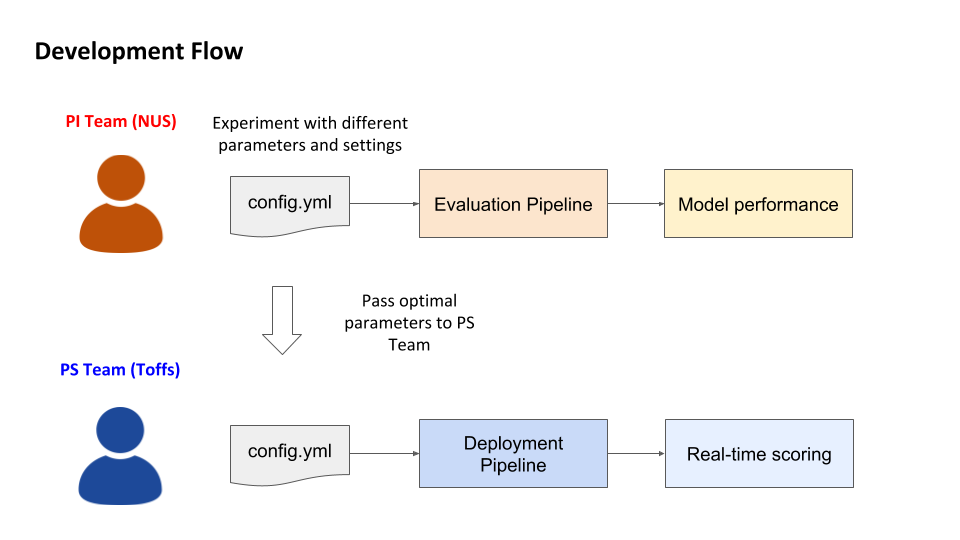 Development Flow
PI Team (NUS)
Experiment with different
parameters and settings
config.yml
Evaluation Pipeline
Model performance
Pass optimal
parameters to PS
Team
PS Team (Toffs)
config.yml
Deployment
Pipeline
Real-time scoring